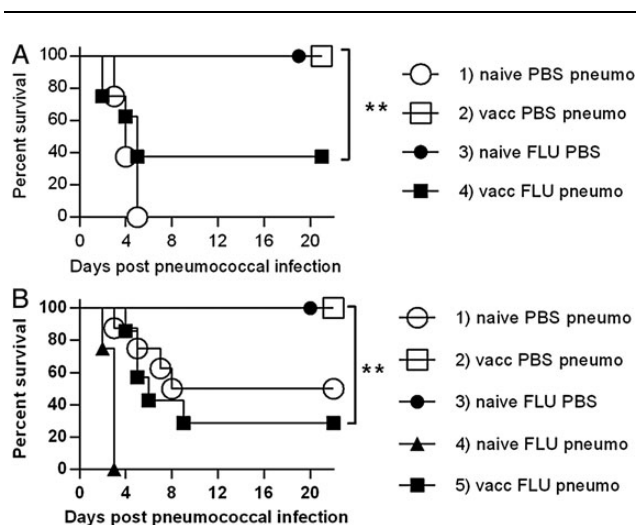 A
Percent survival
100
80
60
40
20
0
0 4 8 12 16 20
Days post pneumococcal infection
**
1) naive PBS pneumo
2) vacc PBS pneumo
3) naive FLU PBS
4) vacc FLU pneumo
B
Percent survival
100
80
60
40
20
0
0 4 8 12 16 20
Days post pneumococcal infection
**
1) naive PBS pneumo
2) vacc PBS pneumo
3) naive FLU PBS
4) naive FLU pneumo
5) vacc FLU pneumo